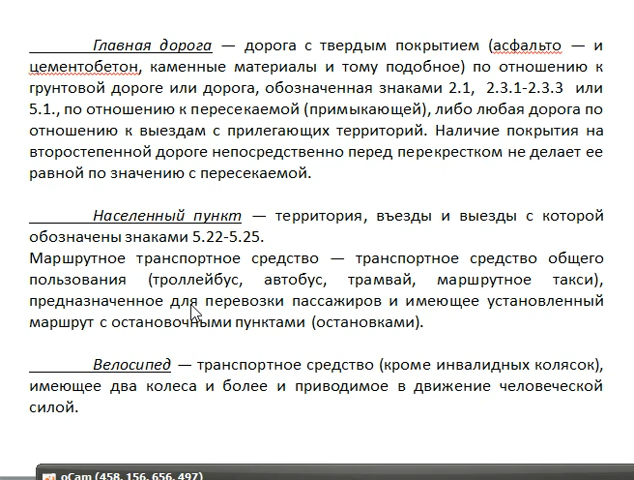 Главная дорога — дорога с твердым покрытием (асфальто — и
цементобетон, каменные материалы и тому подобное) по отношению к
грунтовой дороге или дорога, обозначенная знаками 2.1, 2.3.1-2.3.3 или
5.1., по отношению к пересекаемой (примыкающей), либо любая дорога по
отношению к выездам с прилегающих территорий. Наличие покрытия на
второстепенной дороге непосредственно перед перекрестком не делает ее
равной по значению с пересекаемой.
Населенный пункт — территория, въезды и выезды с которой
обозначены знаками 5.22-5.25.
Маршрутное транспортное средство — транспортное средство общего
пользования (троллейбус, автобус, трамвай, маршрутное такси),
предназначенное для перевозки пассажиров и имеющее установленный
маршрут с остановочными пунктами (остановками).
Велосипед — транспортное средство (кроме инвалидных колясок),
имеющее два колеса и более и приводимое в движение человеческой
силой.
oCam (458, 156, 656, 497)